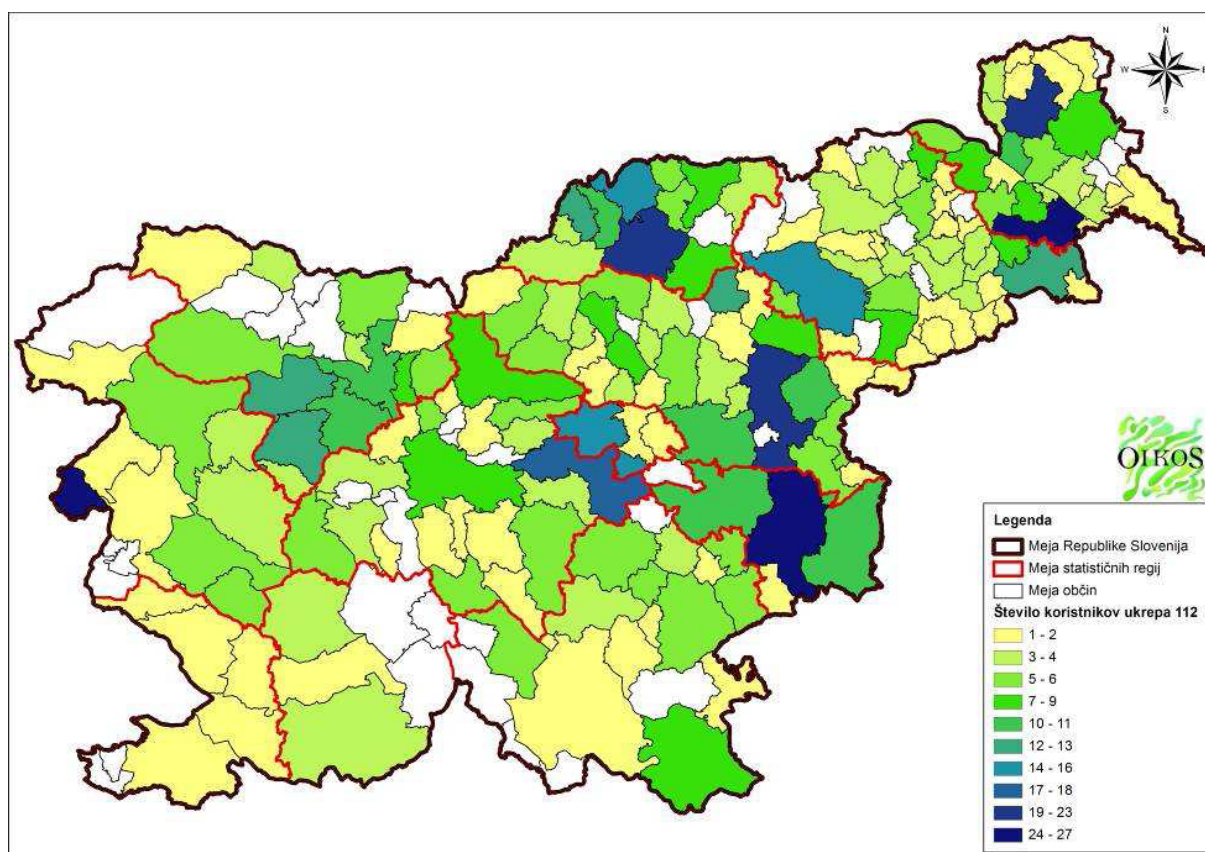 N
W
E
S
OIKOS
Legenda
Meja Republike Slovenija
Meja statističnih regij
Meja občin
Število koristnikov ukrepa 112
1 - 2
3 - 4
5 - 6
7 - 9
10 - 11
12 - 13
14 - 16
17 - 18
19 - 23
24 - 27